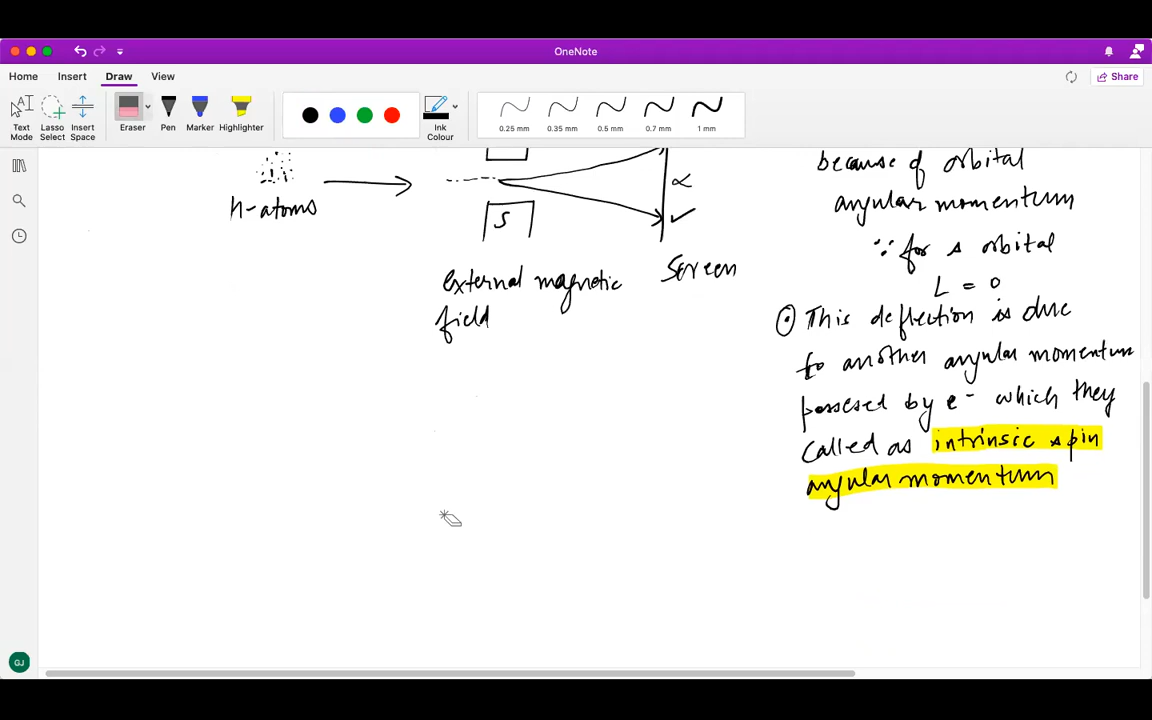 OneNote
Home Insert Draw View
Share
Text Mode
Lasso Select
Insert Space
Eraser
Pen
Marker
Highlighter
Ink Colour
0.25 mm
0.35 mm
0.5 mm
0.7 mm
1 mm
h-atoms
S
external magnetic
field
Screen
because of orbital
angular momentum
∵ for s orbital
L = 0
This deflection is due
to another angular momentum
possesed by e- which they
called as intrinsic spin
angular momentum
GJ